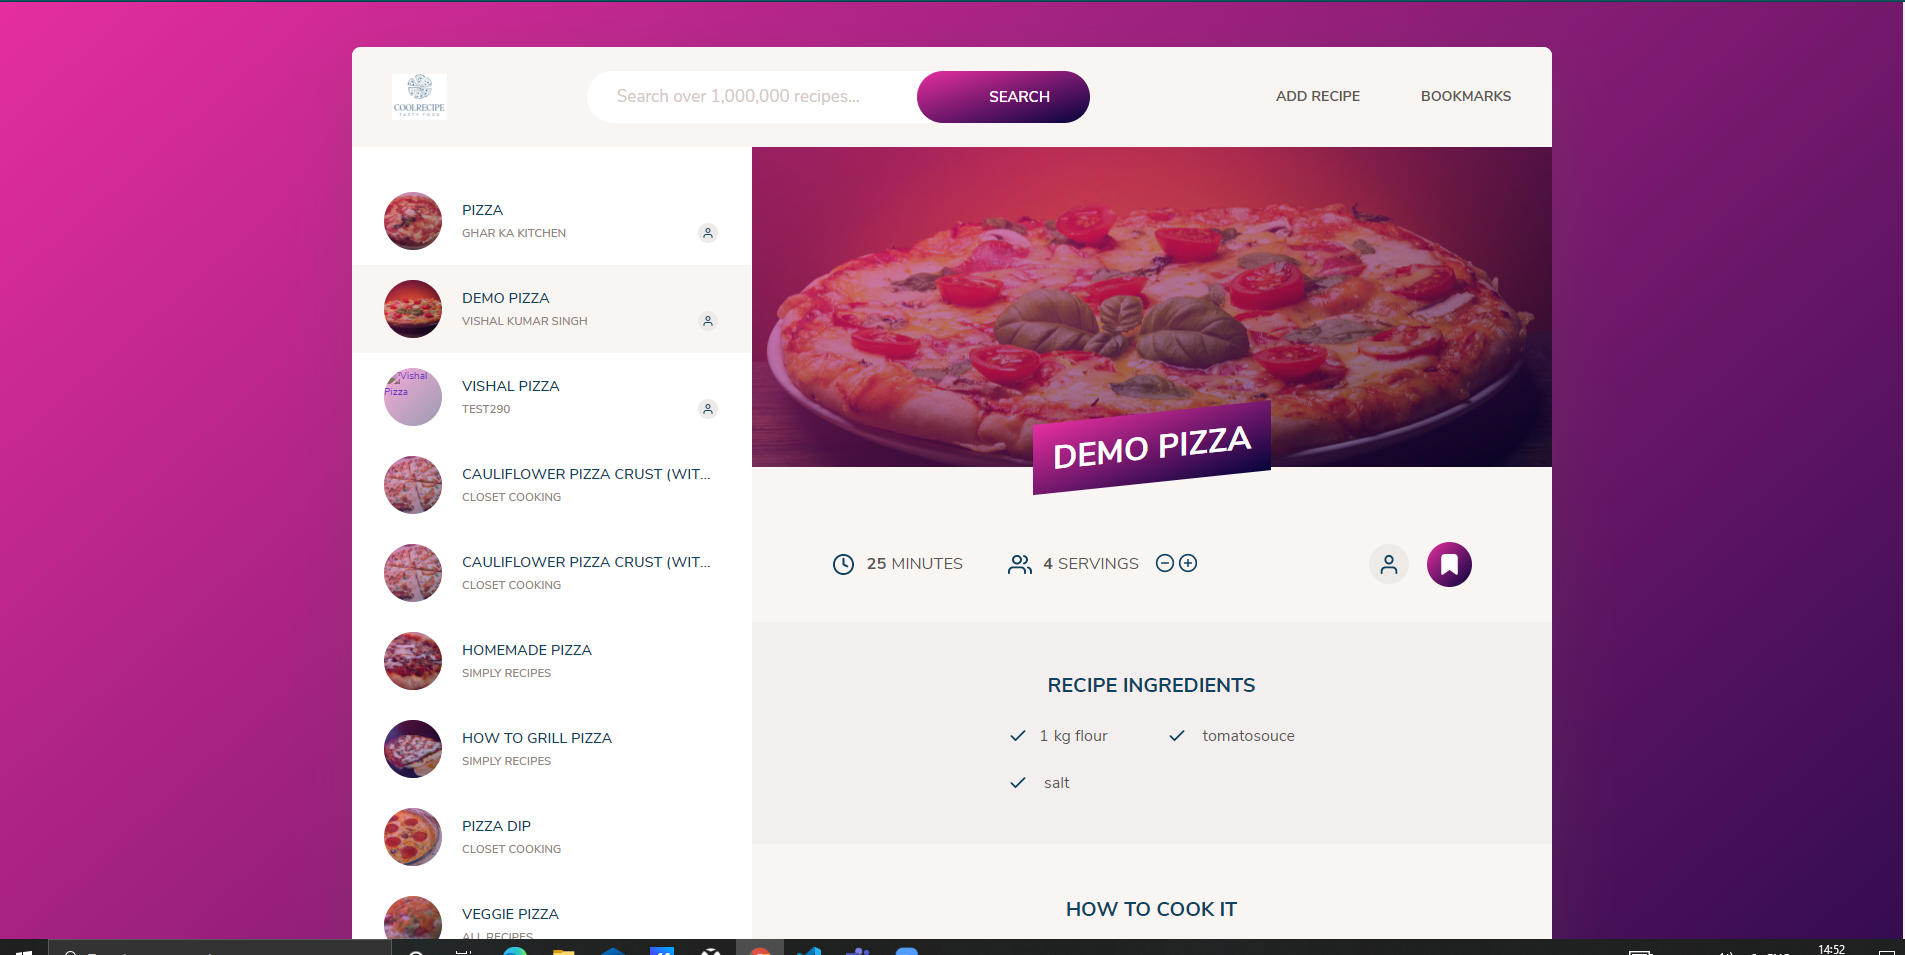 COOLRECIPE
TASTY FOOD
Search over 1,000,000 recipes...
SEARCH
ADD RECIPE
BOOKMARKS
PIZZA
GHAR KA KITCHEN
DEMO PIZZA
VISHAL KUMAR SINGH
Vishal
Pizza
VISHAL PIZZA
TEST290
CAULIFLOWER PIZZA CRUST (WIT...
CLOSET COOKING
CAULIFLOWER PIZZA CRUST (WIT...
CLOSET COOKING
HOMEMADE PIZZA
SIMPLY RECIPES
HOW TO GRILL PIZZA
SIMPLY RECIPES
PIZZA DIP
CLOSET COOKING
VEGGIE PIZZA
ALL RECIPES
DEMO PIZZA
25 MINUTES
4 SERVINGS
RECIPE INGREDIENTS
1 kg flour
tomatosouce
salt
HOW TO COOK IT
14:52